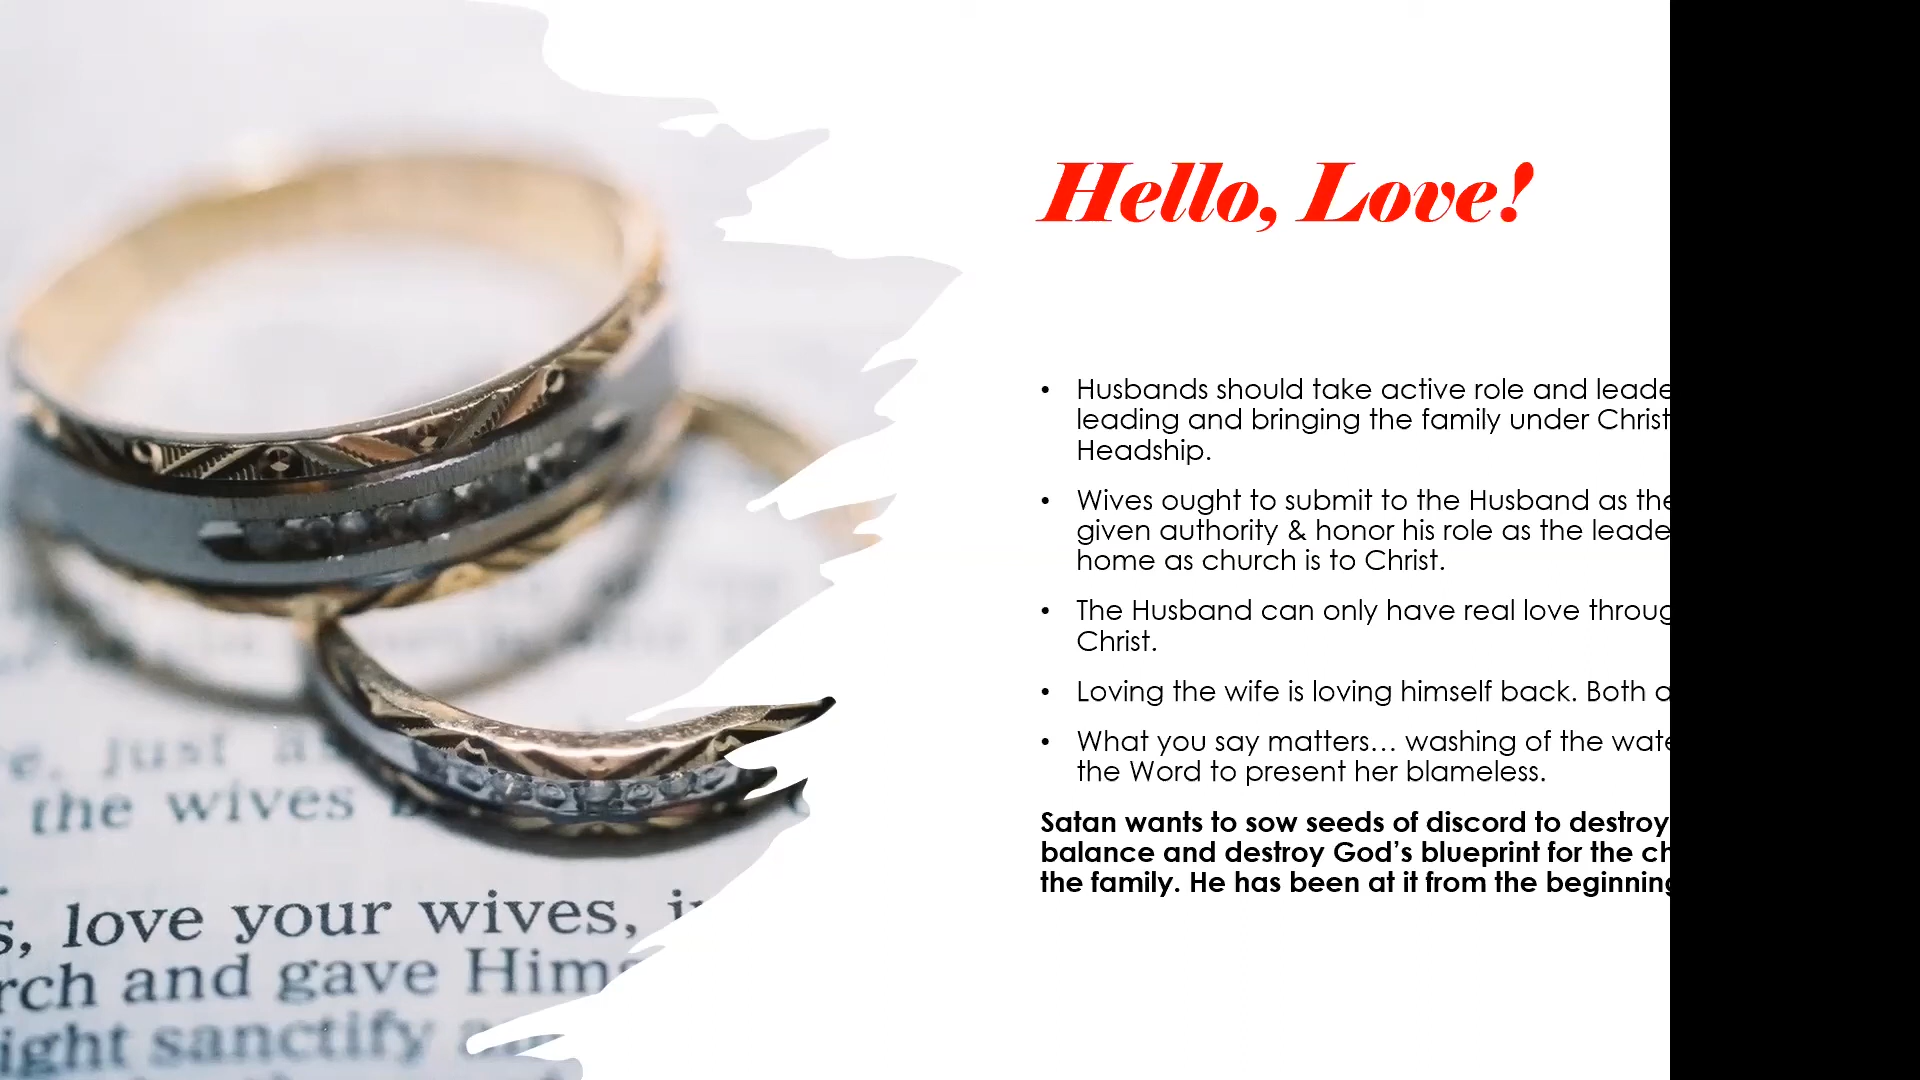 Hello, Love!
• Husbands should take active role and leade
leading and bringing the family under Christ
Headship.
• Wives ought to submit to the Husband as the
given authority & honor his role as the leade
home as church is to Christ.
• The Husband can only have real love throug
Christ.
• Loving the wife is loving himself back. Both a
• What you say matters… washing of the wate
the Word to present her blameless.
Satan wants to sow seeds of discord to destroy
balance and destroy God’s blueprint for the ch
the family. He has been at it from the beginning
just as
the wives
s, love your wives,
rch and gave Hims
ight sanctify